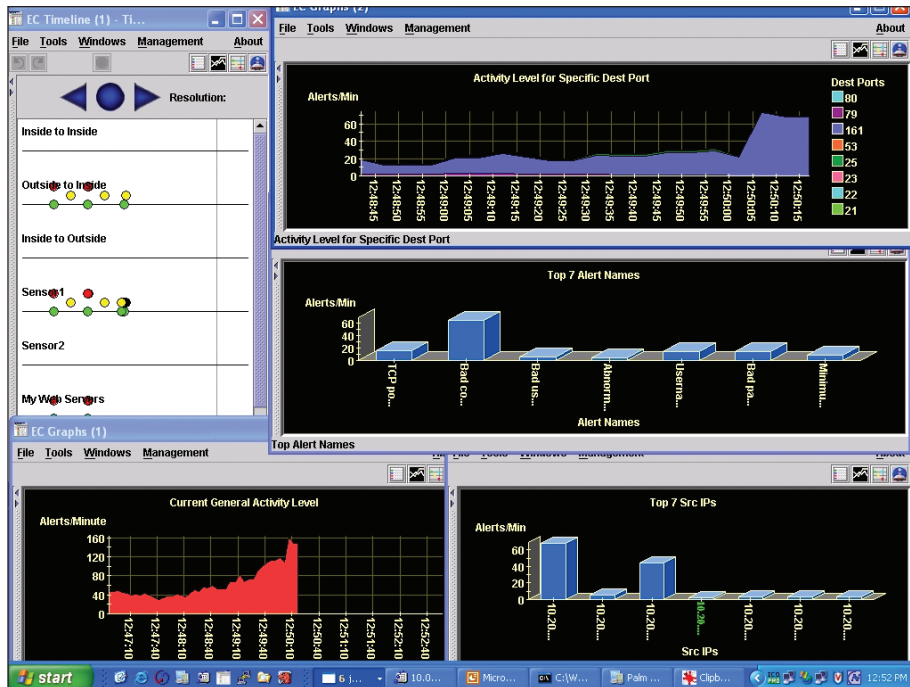 EC Timeline (1) - Ti...
File Tools Windows Management About
Resolution:
Inside to Inside
Outside to Inside
Inside to Outside
Sensor1
Sensor2
My Web Servers
EC Graphs (2)
File Tools Windows Management About
Activity Level for Specific Dest Port
Alerts/Min
60
40
20
0
12:48:45
12:48:50
12:48:55
12:49:00
12:49:05
12:49:10
12:49:15
12:49:20
12:49:25
12:49:30
12:49:35
12:49:40
12:49:45
12:49:50
12:49:55
12:50:00
12:50:05
12:50:10
12:50:15
Dest Ports
80
79
161
53
25
23
22
21
Activity Level for Specific Dest Port
Top 7 Alert Names
Alerts/Min
60
40
20
0
TCP po...
Bad co...
Bad us...
Abnorm...
Userna...
Bad pa...
Minimu...
Alert Names
Top Alert Names
EC Graphs (1)
File Tools Windows Management
Current General Activity Level
Alerts/Minute
160
120
80
40
0
12:47:10
12:47:40
12:48:10
12:48:40
12:49:10
12:49:40
12:50:10
12:50:40
12:51:10
12:51:40
12:52:10
12:52:40
File Tools Windows Management About
Top 7 Src IPs
Alerts/Min
60
40
20
0
10.20....
10.20....
10.20....
10.20....
10.20....
10.20....
10.20....
Src IPs
start
6 j...
10.0...
Micro...
C:\W...
Palm ...
Clipb...
12:52 PM